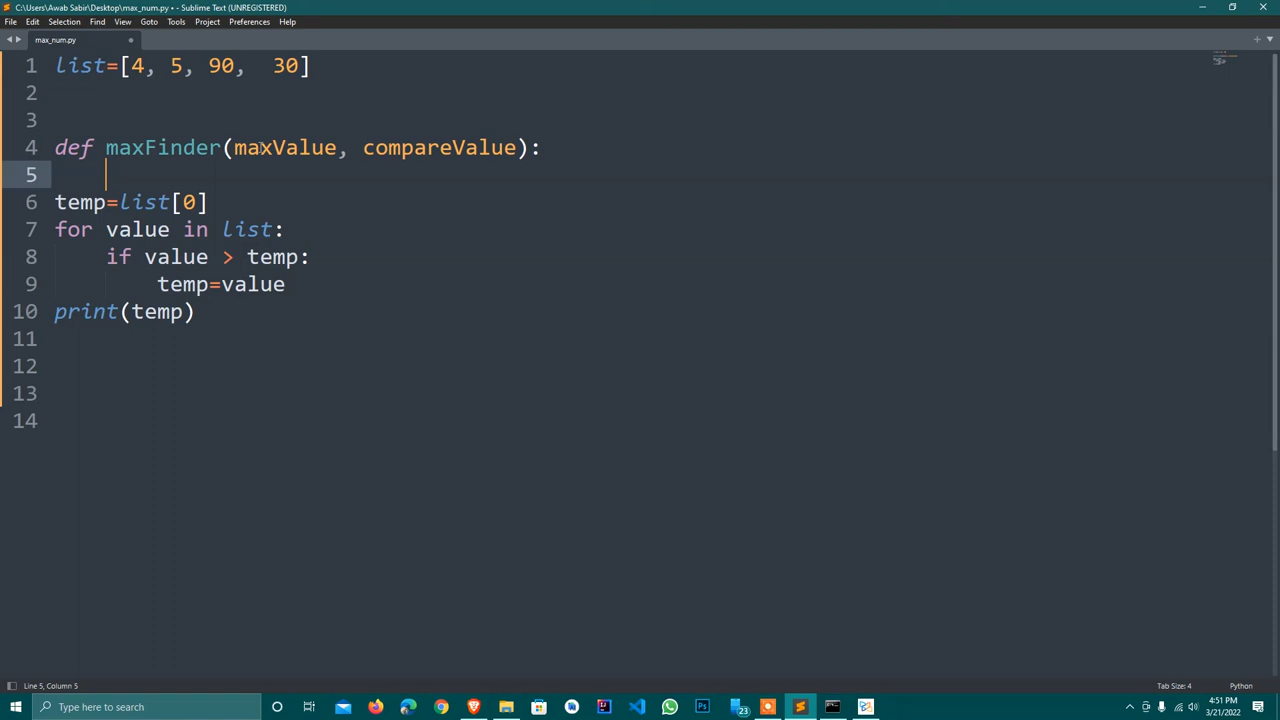 C:\Users\Awab Sabir\Desktop\max_num.py • - Sublime Text (UNREGISTERED)
File Edit Selection Find View Goto Tools Project Preferences Help
max_num.py
1 list=[4, 5, 90,  30]
2
3
4 def maxFinder(maxValue, compareValue):
5
6 temp=list[0]
7 for value in list:
8     if value > temp:
9         temp=value
10 print(temp)
11
12
13
14
Line 5, Column 5 Tab Size: 4 Python
Type here to search
23
4:51 PM
3/21/2022